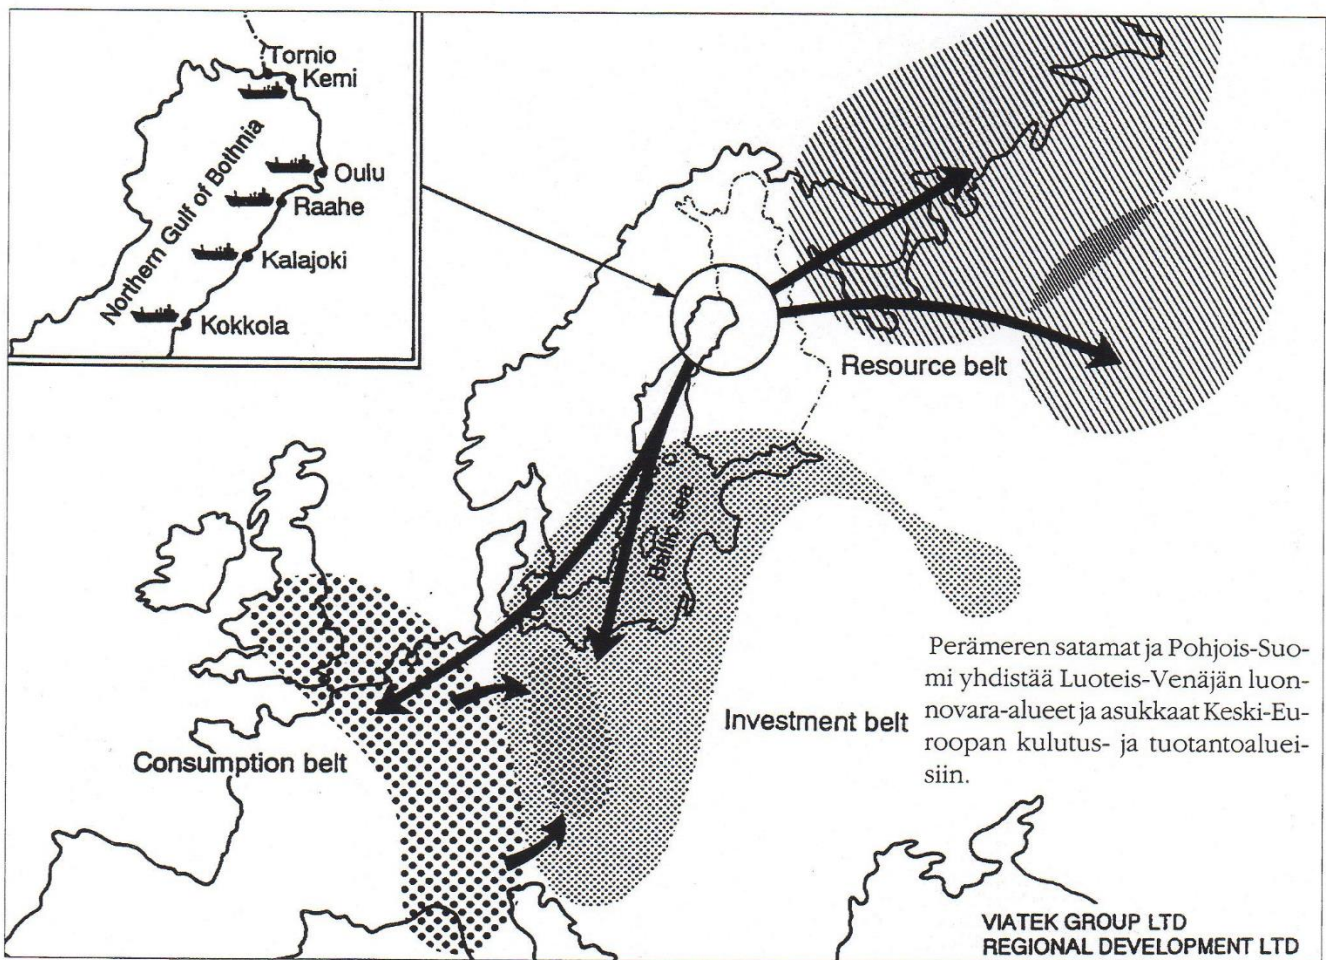 Tornio
Kemi
Oulu
Raahe
Kalajoki
Kokkola
Northern Gulf of Bothnia
Resource belt
Baltic sea
Investment belt
Consumption belt
Perämeren satamat ja Pohjois-Suo-
mi yhdistää Luoteis-Venäjän luon-
novara-alueet ja asukkaat Keski-Eu-
roopan kulutus- ja tuotantoaluei-
siin.
VIATEK GROUP LTD
REGIONAL DEVELOPMENT LTD